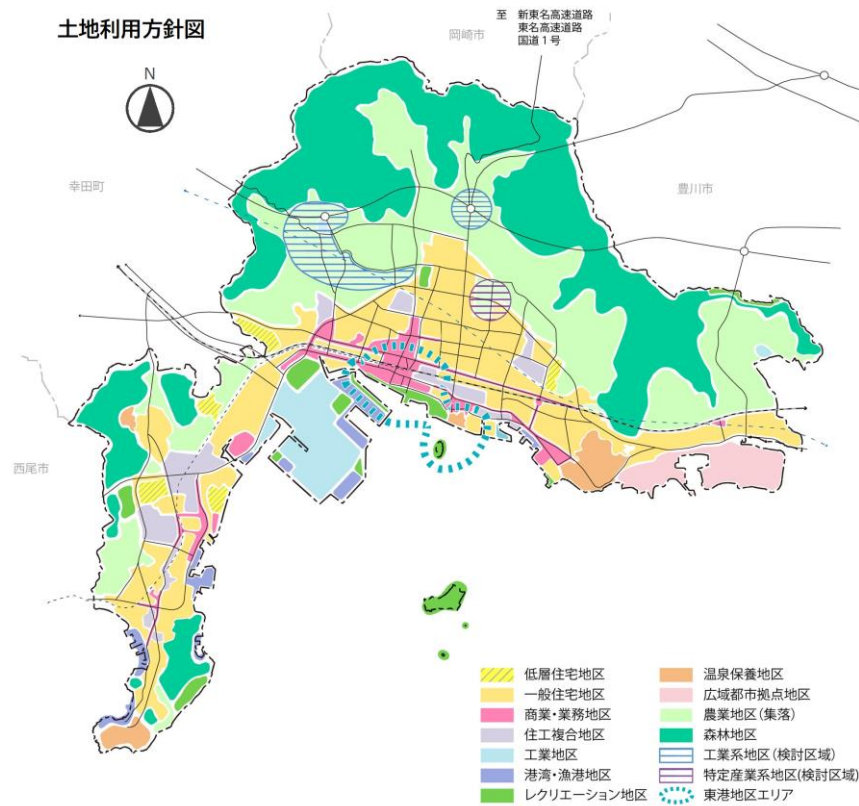 土地利用方針図
N
至 新東名高速道路
東名高速道路
国道1号
岡崎市
幸田町
豊川市
西尾市
低層住宅地区
一般住宅地区
商業・業務地区
住工複合地区
工業地区
港湾・漁港地区
レクリエーション地区
温泉保養地区
広域都市拠点地区
農業地区(集落)
森林地区
工業系地区(検討区域)
特定産業系地区(検討区域)
東港地区エリア